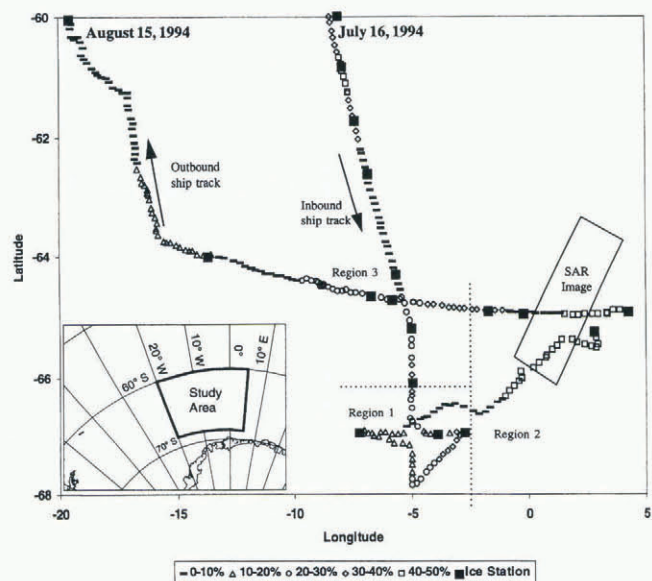 August 15, 1994
July 16, 1994
Outbound
ship track
Inbound
ship track
Region 3
SAR
Image
Region 1
Region 2
20° W
10° W
0°
10° E
60° S
70° S
Study
Area
-60
-62
-64
-66
-68
Latitude
-20
-15
-10
-5
0
5
Longitude
0-10%
10-20%
20-30%
30-40%
40-50%
Ice Station